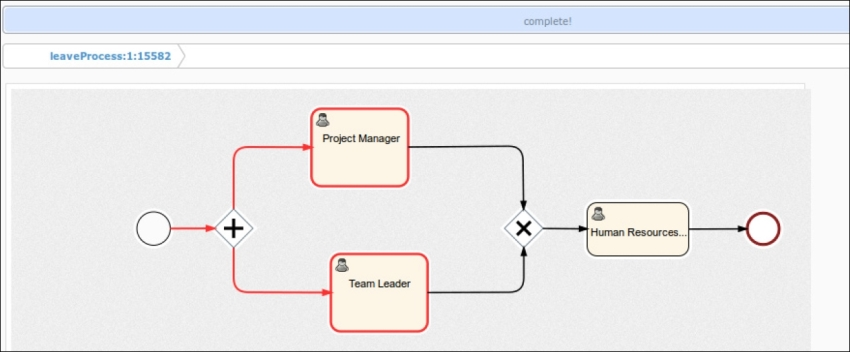 complete!
leaveProcess:1:15582
Project Manager
Team Leader
Human Resources...